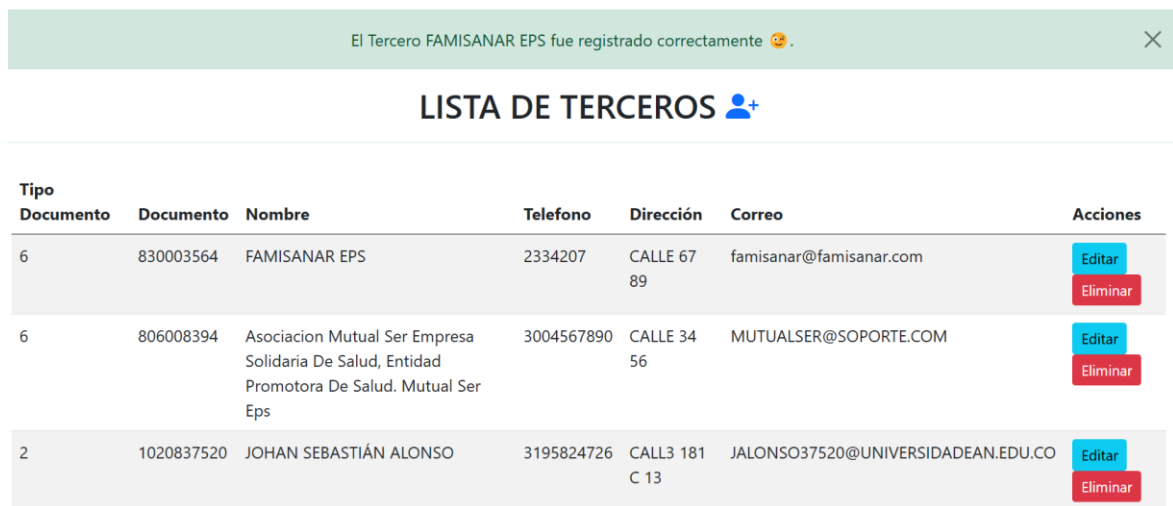 El Tercero FAMISANAR EPS fue registrado correctamente 😉.
LISTA DE TERCEROS
Tipo Documento Documento Nombre Telefono Dirección Correo Acciones
6 830003564 FAMISANAR EPS 2334207 CALLE 67 89 famisanar@famisanar.com Editar
Eliminar
6 806008394 Asociacion Mutual Ser Empresa 3004567890 CALLE 34 MUTUALSER@SOPORTE.COM Editar
Solidaria De Salud, Entidad 56 Eliminar
Promotora De Salud. Mutual Ser
Eps
2 1020837520 JOHAN SEBASTIÁN ALONSO 3195824726 CALL3 181 JALONSO37520@UNIVERSIDADEAN.EDU.CO Editar
C 13 Eliminar